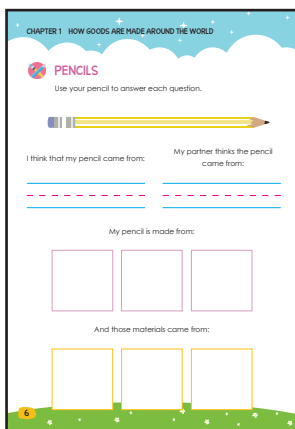 CHAPTER 1 HOW GOODS ARE MADE AROUND THE WORLD
PENCILS
Use your pencil to answer each question.
I think that my pencil came from:
My partner thinks the pencil
came from:
My pencil is made from:
And those materials came from:
6